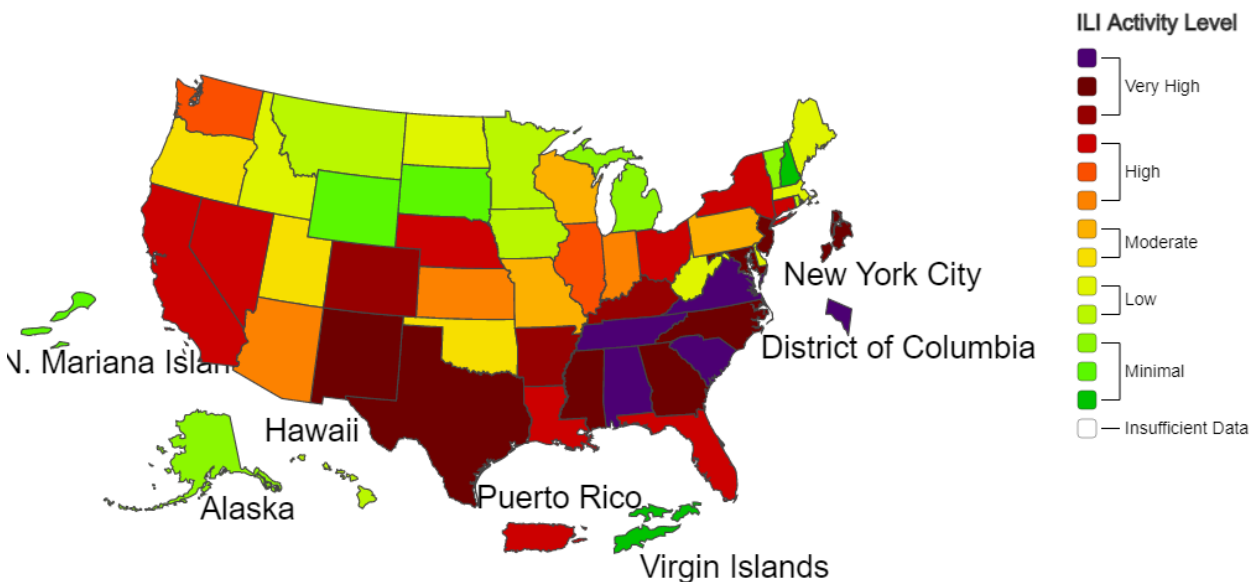 ILI Activity Level
Very High
High
Moderate
Low
Minimal
Insufficient Data
New York City
District of Columbia
N. Mariana Islan
Hawaii
Alaska
Puerto Rico
Virgin Islands